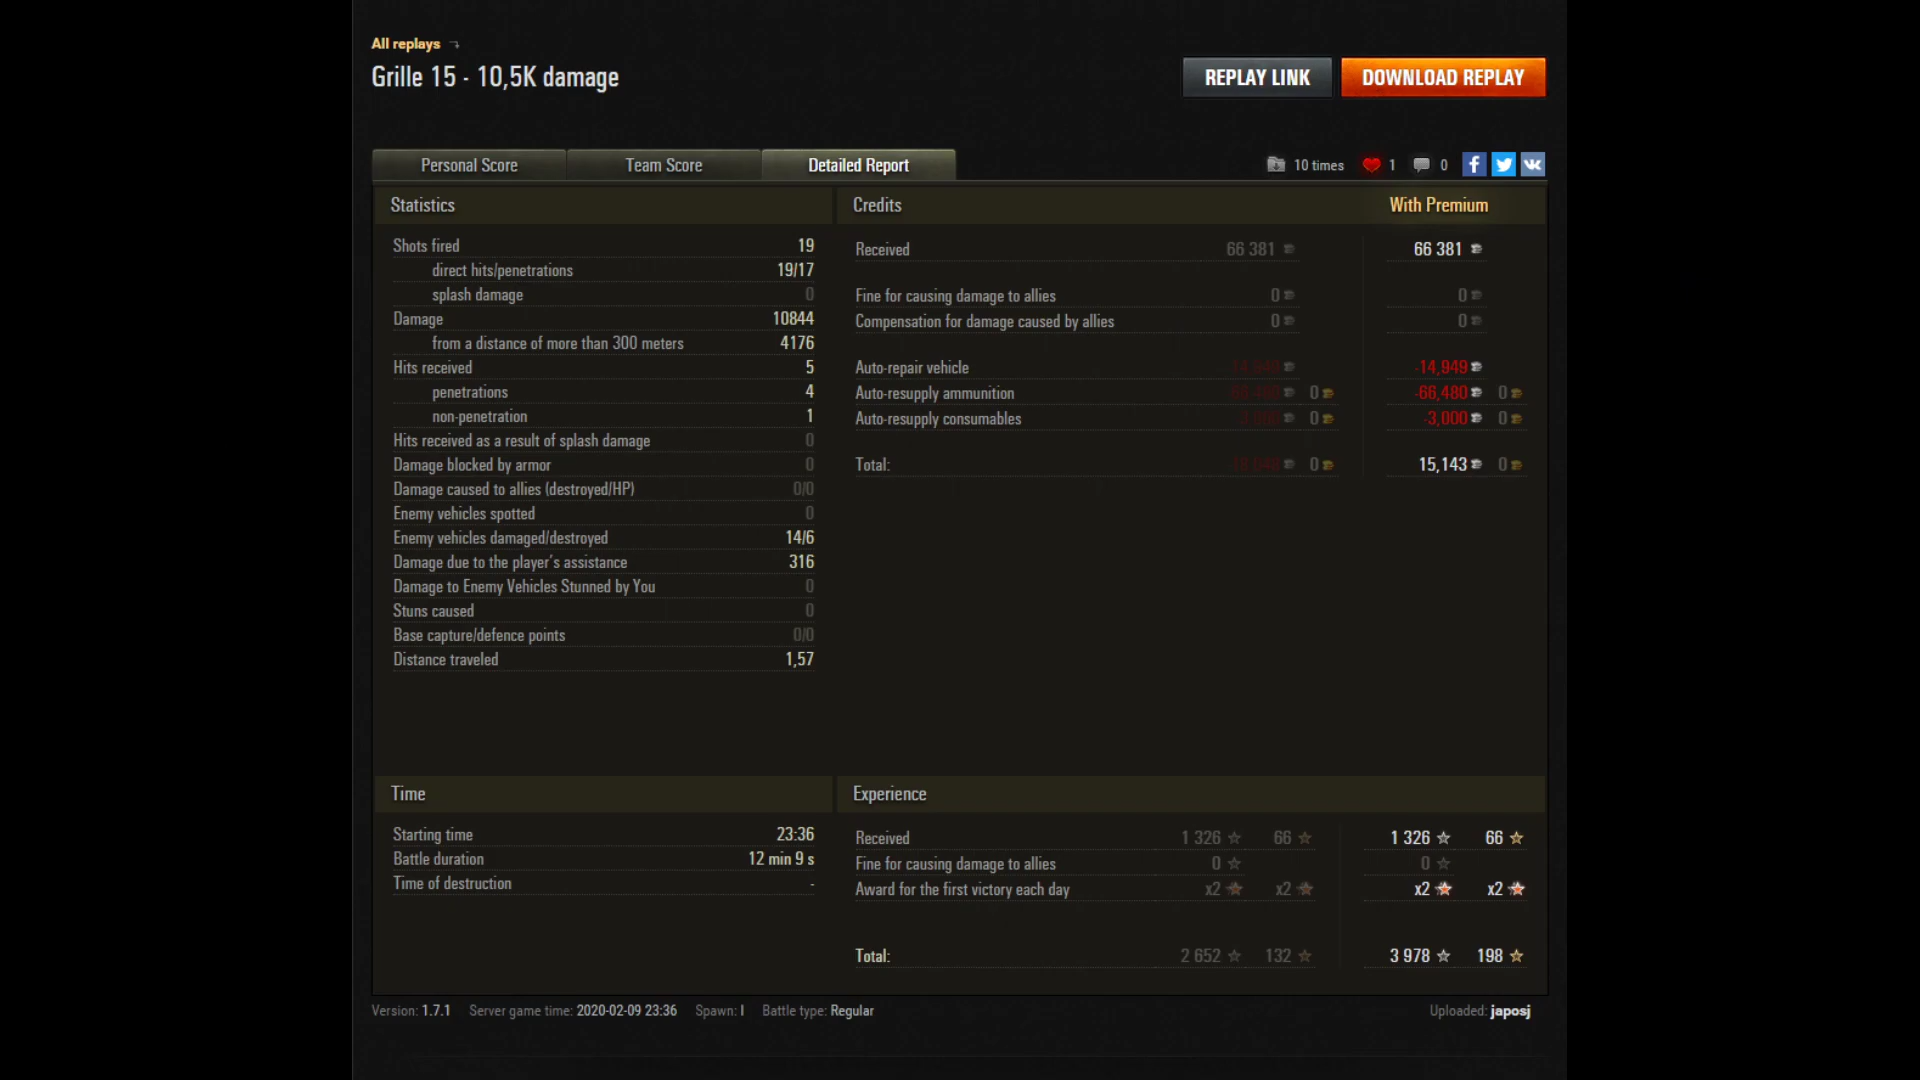 All replays
Grille 15 - 10,5K damage
REPLAY LINK
DOWNLOAD REPLAY
Personal Score
Team Score
Detailed Report
10 times
1
0
Statistics
Shots fired 19
direct hits/penetrations 19/17
splash damage 0
Damage 10844
from a distance of more than 300 meters 4176
Hits received 5
penetrations 4
non-penetration 1
Hits received as a result of splash damage 0
Damage blocked by armor 0
Damage caused to allies (destroyed/HP) 0/0
Enemy vehicles spotted 0
Enemy vehicles damaged/destroyed 14/6
Damage due to the player's assistance 316
Damage to Enemy Vehicles Stunned by You 0
Stuns caused 0
Base capture/defence points 0/0
Distance traveled 1,57
Credits With Premium
Received 66 381 66 381
Fine for causing damage to allies 0 0
Compensation for damage caused by allies 0 0
Auto-repair vehicle -14,949
Auto-resupply ammunition 0 -66,480 0
Auto-resupply consumables 0 -3,000 0
Total: 0 15,143 0
Time
Starting time 23:36
Battle duration 12 min 9 s
Time of destruction -
Experience
Received 1 326 66 1 326 66
Fine for causing damage to allies 0 0
Award for the first victory each day x2 x2 x2 x2
Total: 2 652 132 3 978 198
Version: 1.7.1 Server game time: 2020-02-09 23:36 Spawn: I Battle type: Regular
Uploaded: japosj